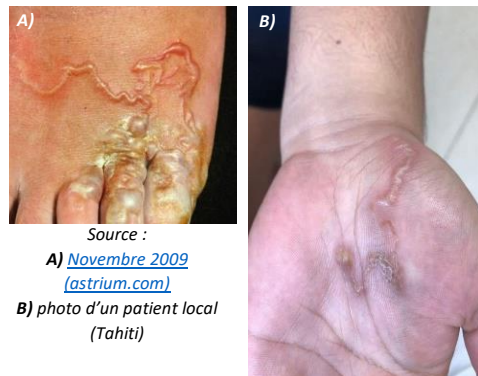 A)
B)
Source :
A) Novembre 2009
(astrium.com)
B) photo d'un patient local
(Tahiti)